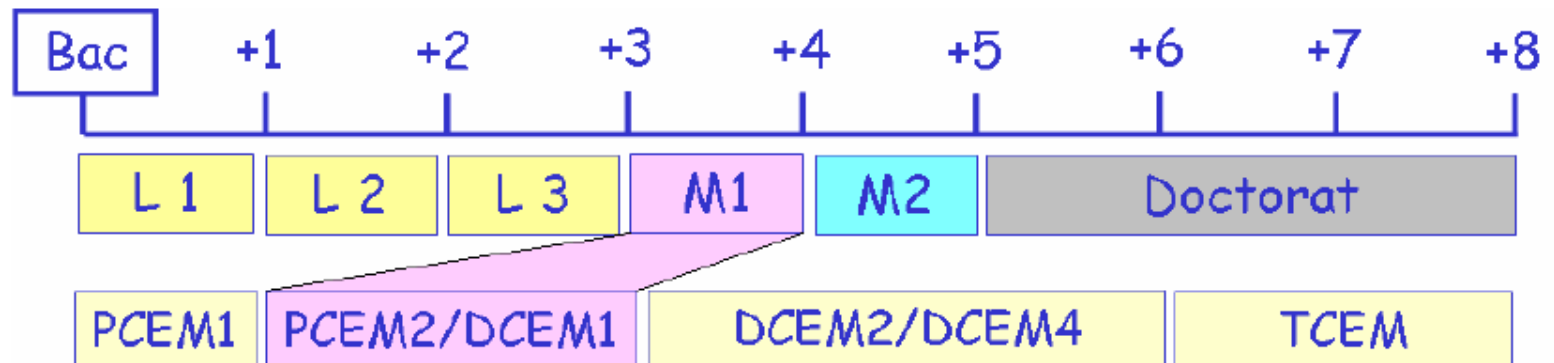 Bac +1 +2 +3 +4 +5 +6 +7 +8
L 1 L 2 L 3 M1 M2 Doctorat
PCEM1 PCEM2/DCEM1 DCEM2/DCEM4 TCEM